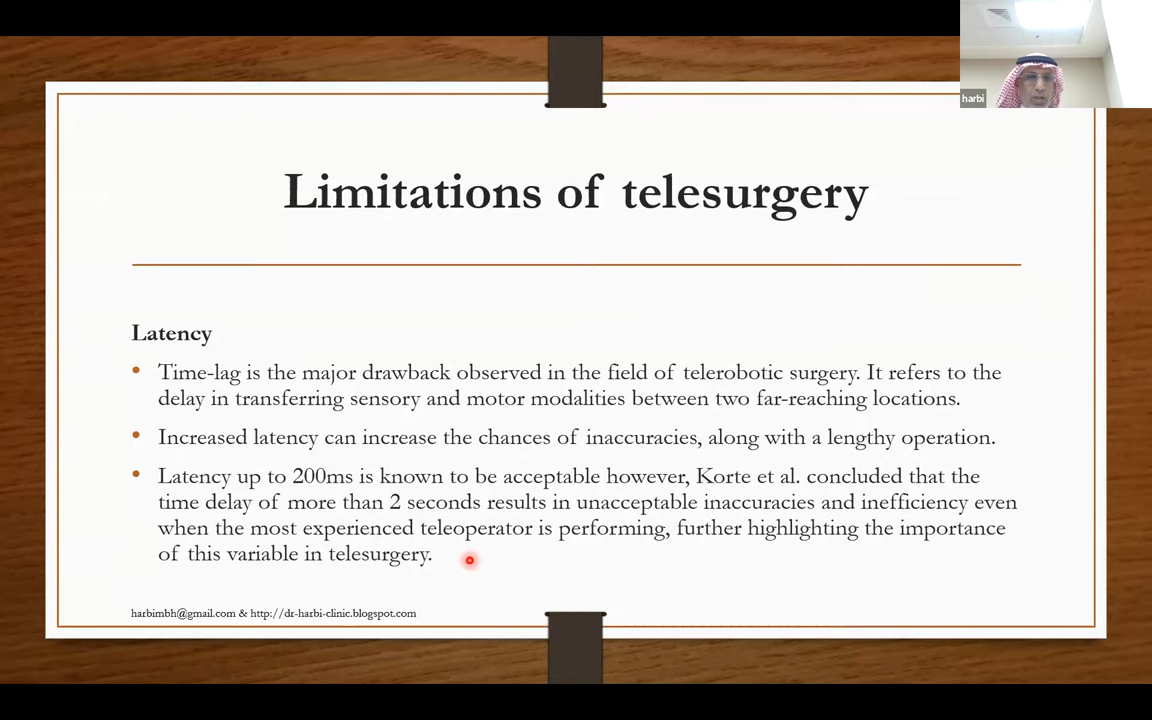 harbi
Limitations of telesurgery
Latency
• Time-lag is the major drawback observed in the field of telerobotic surgery. It refers to the
delay in transferring sensory and motor modalities between two far-reaching locations.
• Increased latency can increase the chances of inaccuracies, along with a lengthy operation.
• Latency up to 200ms is known to be acceptable however, Korte et al. concluded that the
time delay of more than 2 seconds results in unacceptable inaccuracies and inefficiency even
when the most experienced teleoperator is performing, further highlighting the importance
of this variable in telesurgery.
harbimbh@gmail.com & http://dr-harbi-clinic.blogspot.com